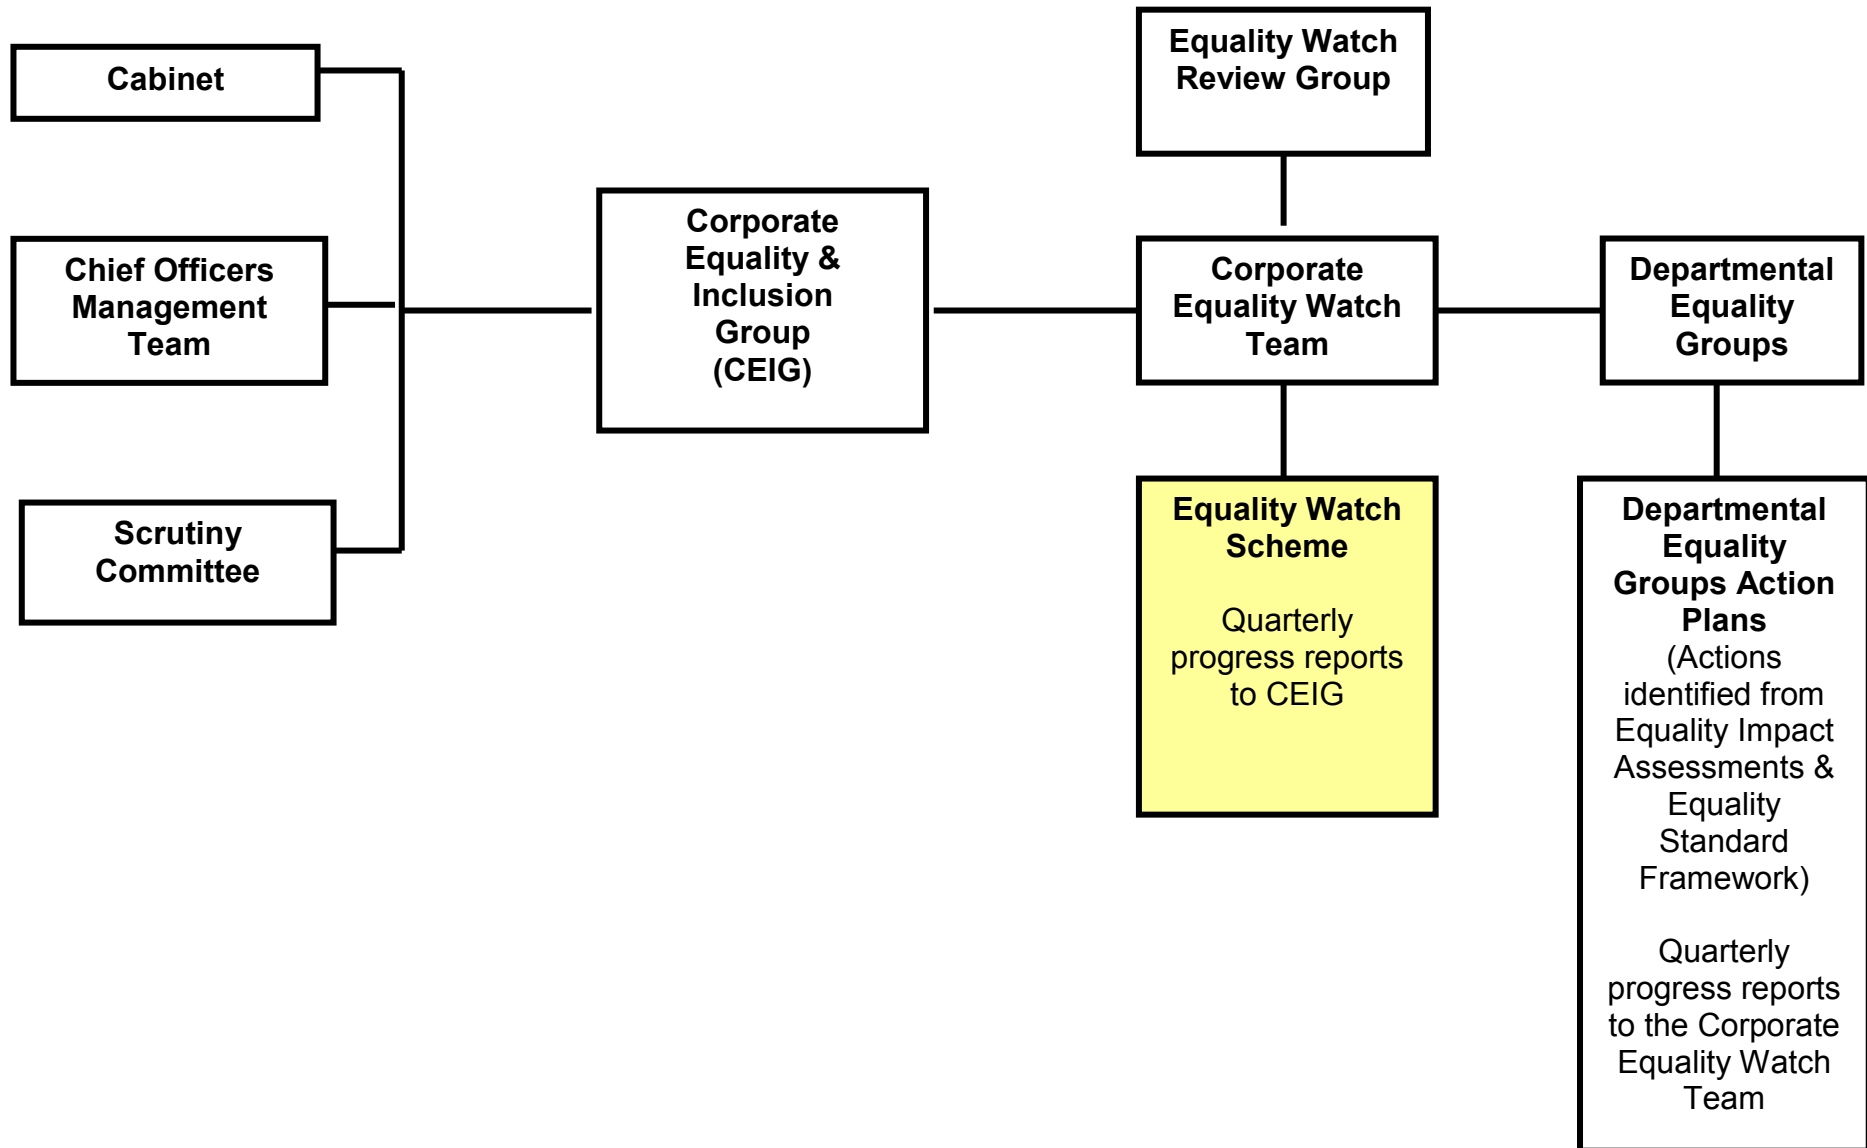 Cabinet
Chief Officers
Management
Team
Scrutiny
Committee
Corporate
Equality &
Inclusion
Group
(CEIG)
Equality Watch
Review Group
Corporate
Equality Watch
Team
Equality Watch
Scheme
Quarterly
progress reports
to CEIG
Departmental
Equality
Groups
Departmental
Equality
Groups Action
Plans
(Actions
identified from
Equality Impact
Assessments &
Equality
Standard
Framework)
Quarterly
progress reports
to the Corporate
Equality Watch
Team